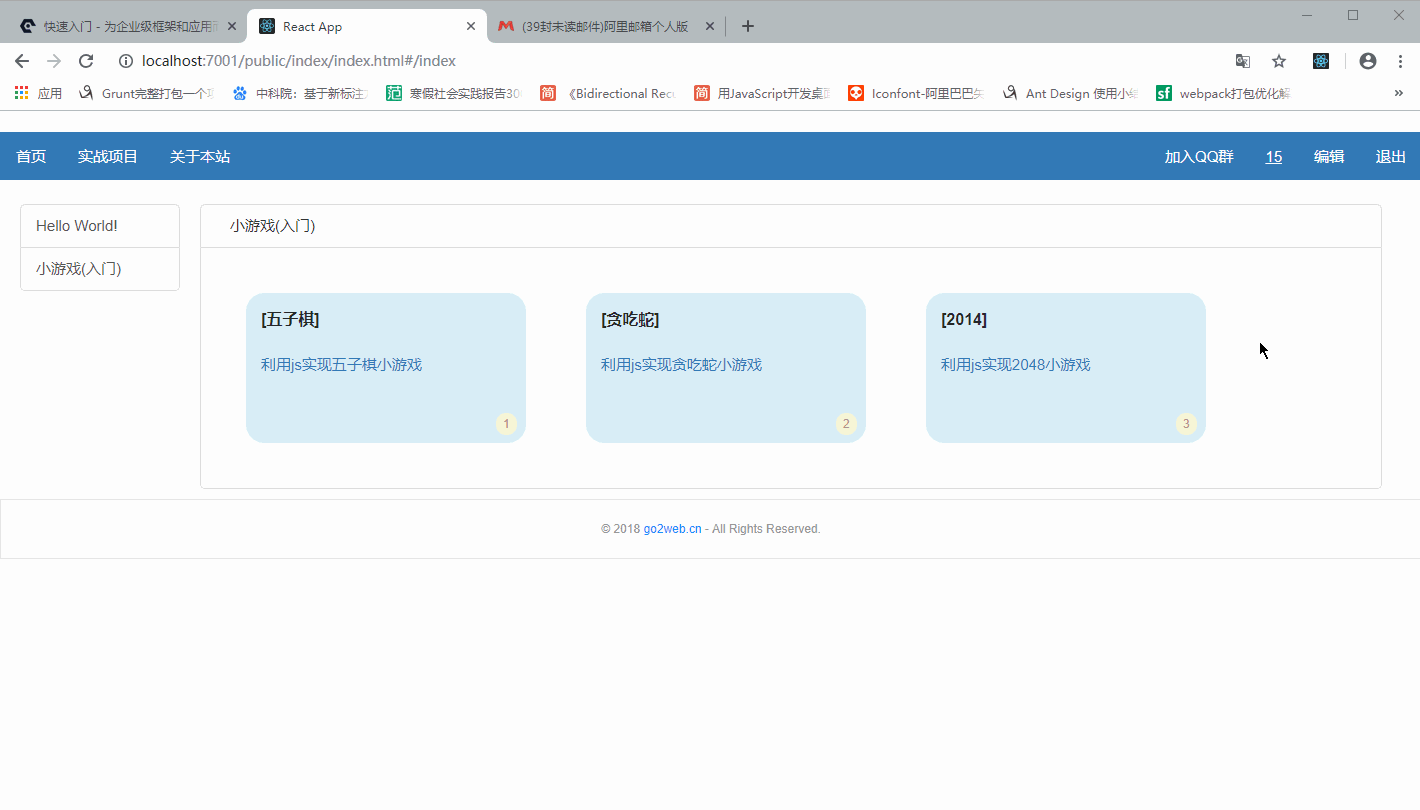 快速入门 - 为企业级框架和应用
React App
(39封未读邮件)阿里邮箱个人版
localhost:7001/public/index/index.html#/index
应用
Grunt完整打包一个
中科院：基于新标注
寒假社会实践报告30
《Bidirectional Rec
用JavaScript开发桌
Iconfont-阿里巴巴矢
Ant Design 使用小结
webpack打包优化解
首页 实战项目 关于本站 加入QQ群 15 编辑 退出
Hello World!
小游戏(入门)
小游戏(入门)
[五子棋]
利用js实现五子棋小游戏
1
[贪吃蛇]
利用js实现贪吃蛇小游戏
2
[2014]
利用js实现2048小游戏
3
© 2018 go2web.cn - All Rights Reserved.